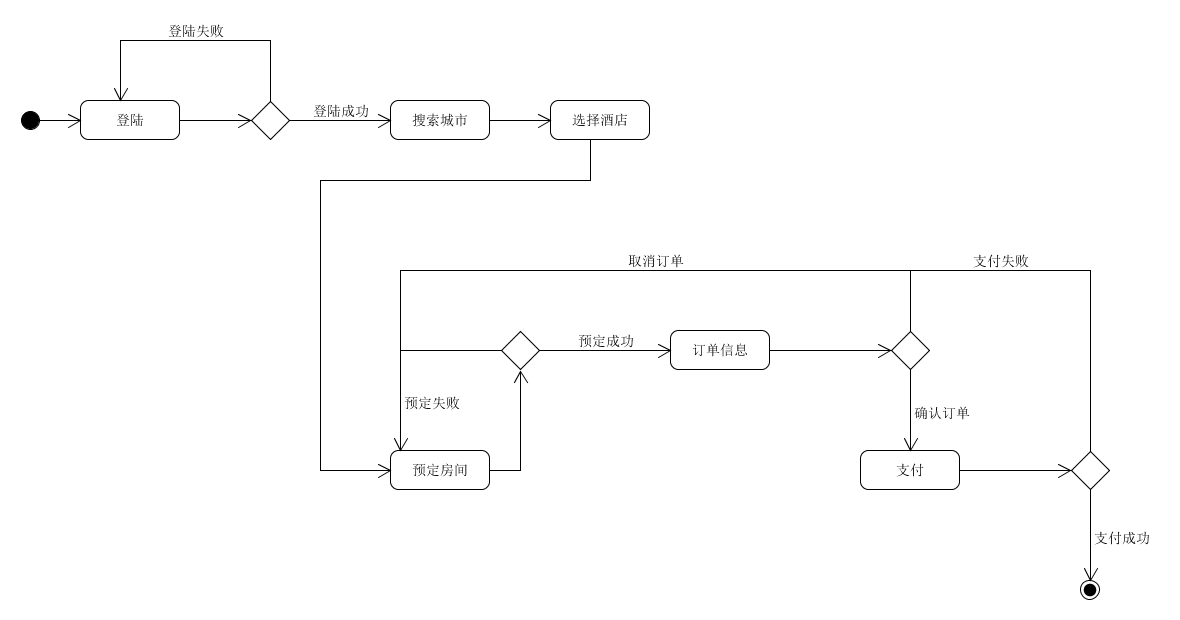 登陆失败
登陆
登陆成功
搜索城市
选择酒店
取消订单
支付失败
预定成功
订单信息
预定失败
确认订单
预定房间
支付
支付成功